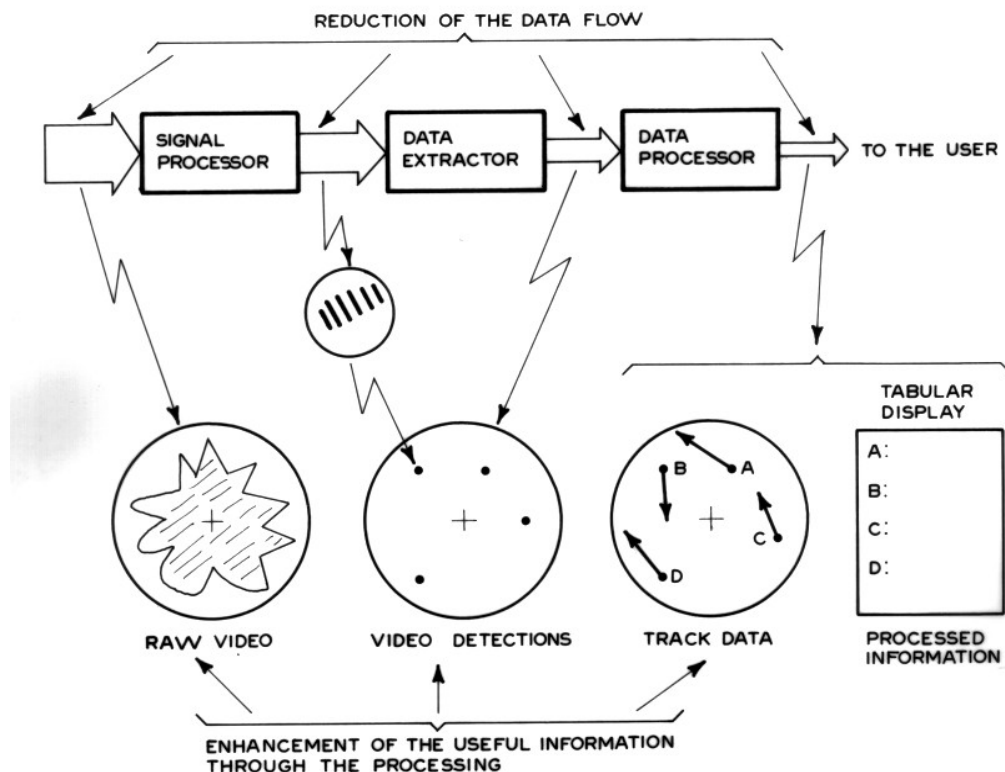 REDUCTION OF THE DATA FLOW
SIGNAL
PROCESSOR
DATA
EXTRACTOR
DATA
PROCESSOR
TO THE USER
TABULAR
DISPLAY
A:
B:
C:
D:
B
A
C
D
RAW VIDEO
VIDEO DETECTIONS
TRACK DATA
PROCESSED
INFORMATION
ENHANCEMENT OF THE USEFUL INFORMATION
THROUGH THE PROCESSING